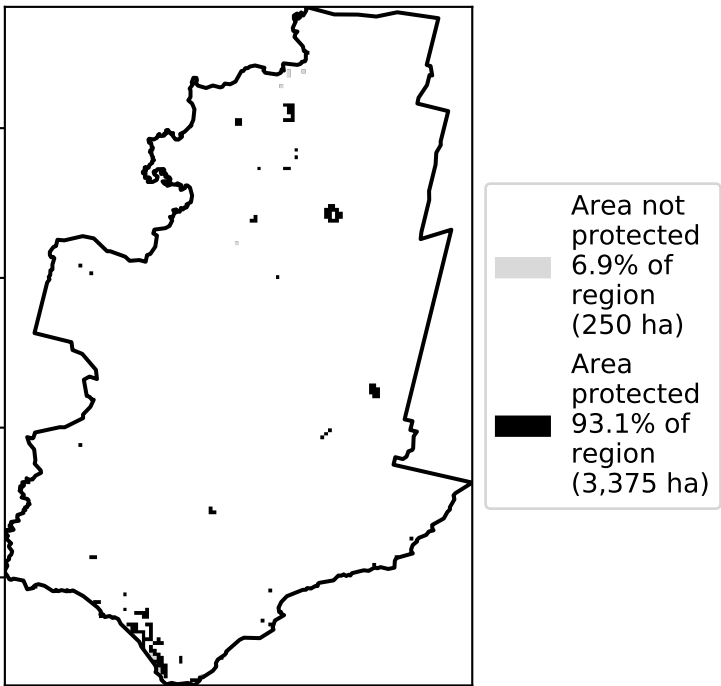 Area not
protected
6.9% of
region
(250 ha)
Area
protected
93.1% of
region
(3,375 ha)